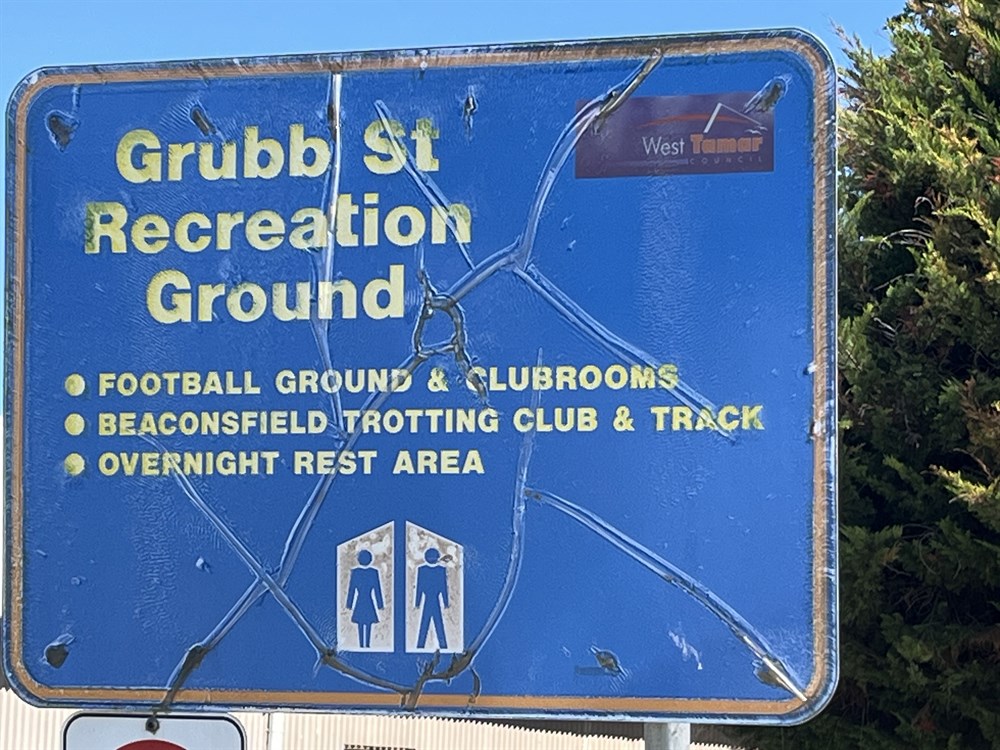 Grubb St
Recreation
Ground
West Tamar
COUNCIL
● FOOTBALL GROUND & CLUBROOMS
● BEACONSFIELD TROTTING CLUB & TRACK
● OVERNIGHT REST AREA